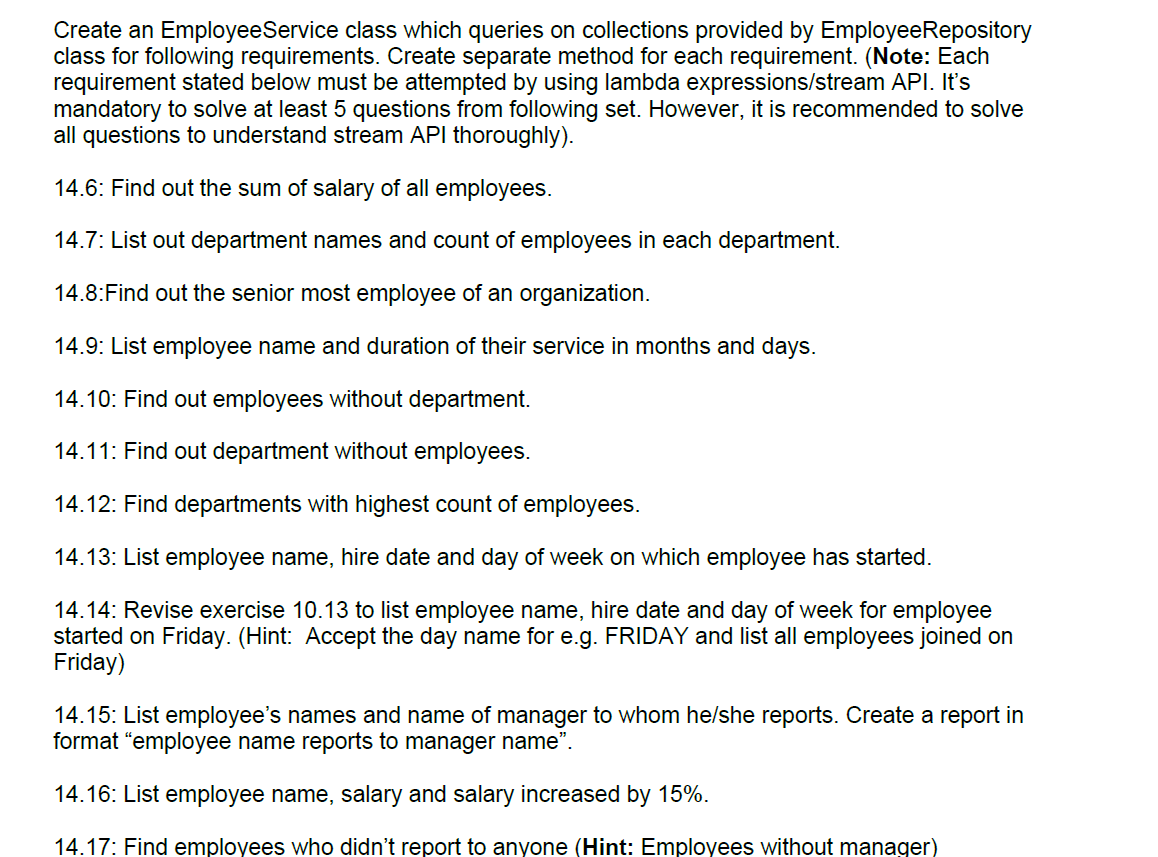 Create an EmployeeService class which queries on collections provided by EmployeeRepository
class for following requirements. Create separate method for each requirement. (Note: Each
requirement stated below must be attempted by using lambda expressions/stream API. It's
mandatory to solve at least 5 questions from following set. However, it is recommended to solve
all questions to understand stream API thoroughly).
14.6: Find out the sum of salary of all employees.
14.7: List out department names and count of employees in each department.
14.8:Find out the senior most employee of an organization.
14.9: List employee name and duration of their service in months and days.
14.10: Find out employees without department.
14.11: Find out department without employees.
14.12: Find departments with highest count of employees.
14.13: List employee name, hire date and day of week on which employee has started.
14.14: Revise exercise 10.13 to list employee name, hire date and day of week for employee
started on Friday. (Hint:  Accept the day name for e.g. FRIDAY and list all employees joined on
Friday)
14.15: List employee's names and name of manager to whom he/she reports. Create a report in
format “employee name reports to manager name”.
14.16: List employee name, salary and salary increased by 15%.
14.17: Find employees who didn't report to anyone (Hint: Employees without manager)